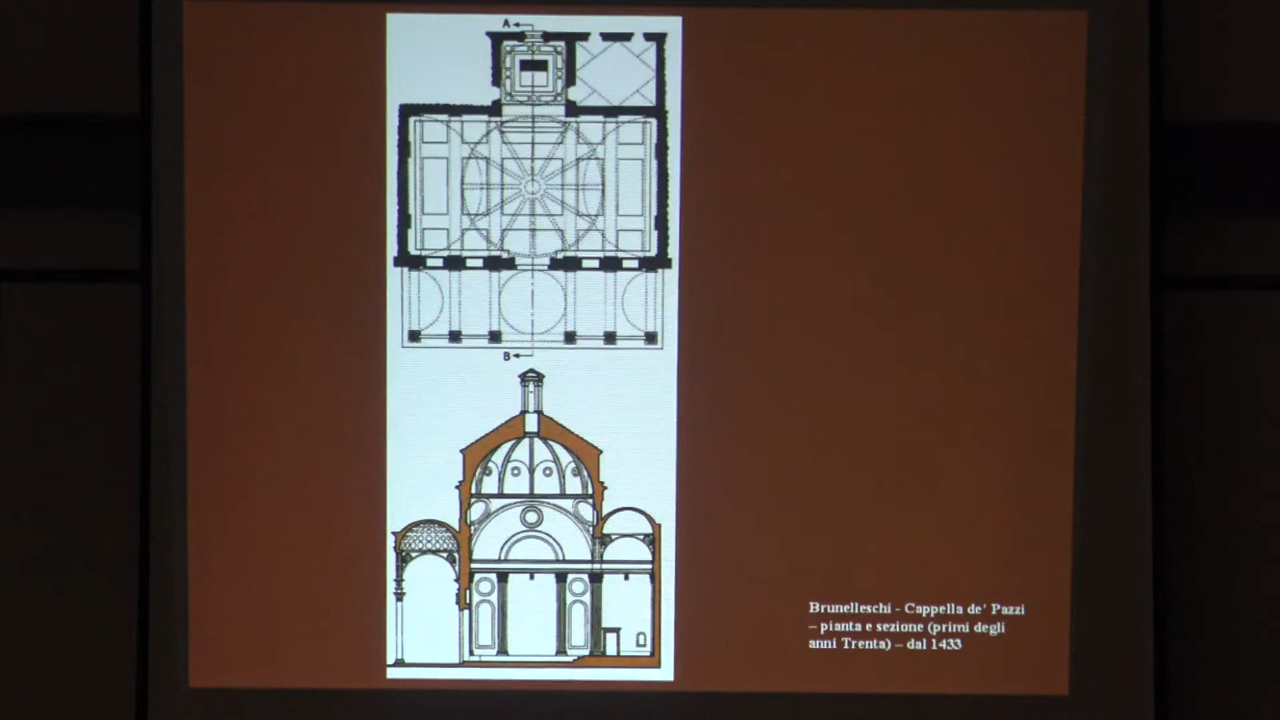 A
B
Brunelleschi - Cappella de' Pazzi
– pianta e sezione (primi degli
anni Trenta) – dal 1433